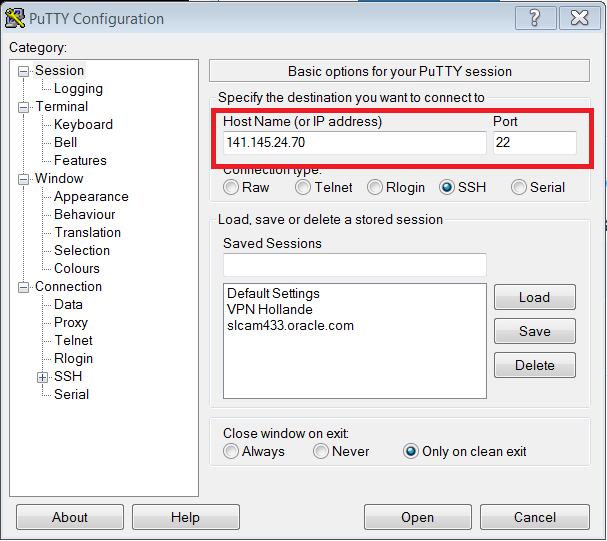 PuTTY Configuration
Category:
Session
Logging
Terminal
Keyboard
Bell
Features
Window
Appearance
Behaviour
Translation
Selection
Colours
Connection
Data
Proxy
Telnet
Rlogin
SSH
Serial
Basic options for your PuTTY session
Specify the destination you want to connect to
Host Name (or IP address) Port
141.145.24.70 22
Connection type:
Raw Telnet Rlogin SSH Serial
Load, save or delete a stored session
Saved Sessions
Default Settings
VPN Hollande
slcam433.oracle.com
Load
Save
Delete
Close window on exit:
Always Never Only on clean exit
About Help Open Cancel